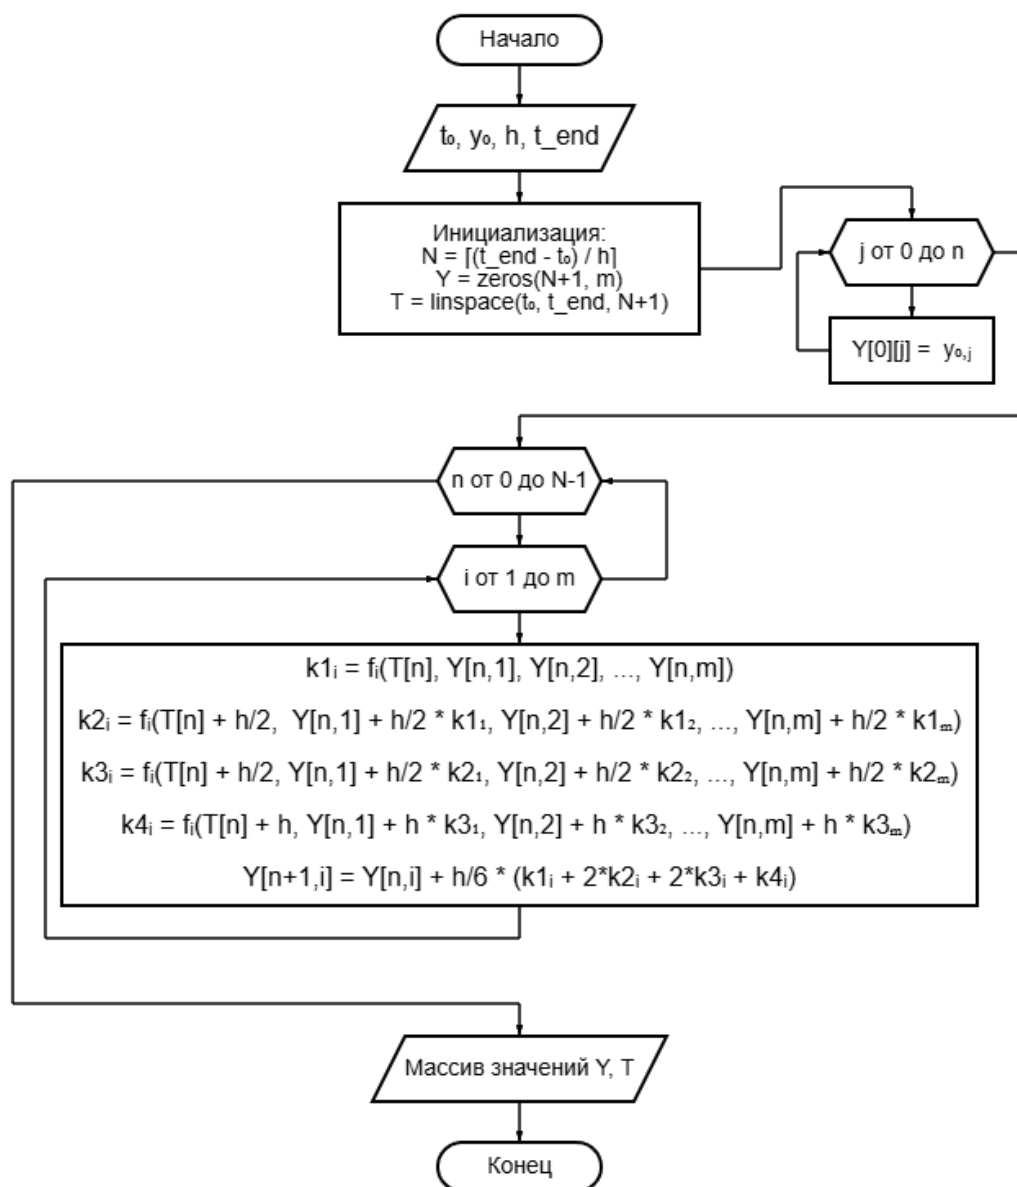 Начало
t₀, y₀, h, t_end
Инициализация:
N = ⌈(t_end - t₀) / h⌉
Y = zeros(N+1, m)
T = linspace(t₀, t_end, N+1)
j от 0 до n
Y[0][j] = y₀,ⱼ
n от 0 до N-1
i от 1 до m
k1ᵢ = fᵢ(T[n], Y[n,1], Y[n,2], ..., Y[n,m])
k2ᵢ = fᵢ(T[n] + h/2, Y[n,1] + h/2 * k1₁, Y[n,2] + h/2 * k1₂, ..., Y[n,m] + h/2 * k1ₘ)
k3ᵢ = fᵢ(T[n] + h/2, Y[n,1] + h/2 * k2₁, Y[n,2] + h/2 * k2₂, ..., Y[n,m] + h/2 * k2ₘ)
k4ᵢ = fᵢ(T[n] + h, Y[n,1] + h * k3₁, Y[n,2] + h * k3₂, ..., Y[n,m] + h * k3ₘ)
Y[n+1,i] = Y[n,i] + h/6 * (k1ᵢ + 2*k2ᵢ + 2*k3ᵢ + k4ᵢ)
Массив значений Y, T
Конец